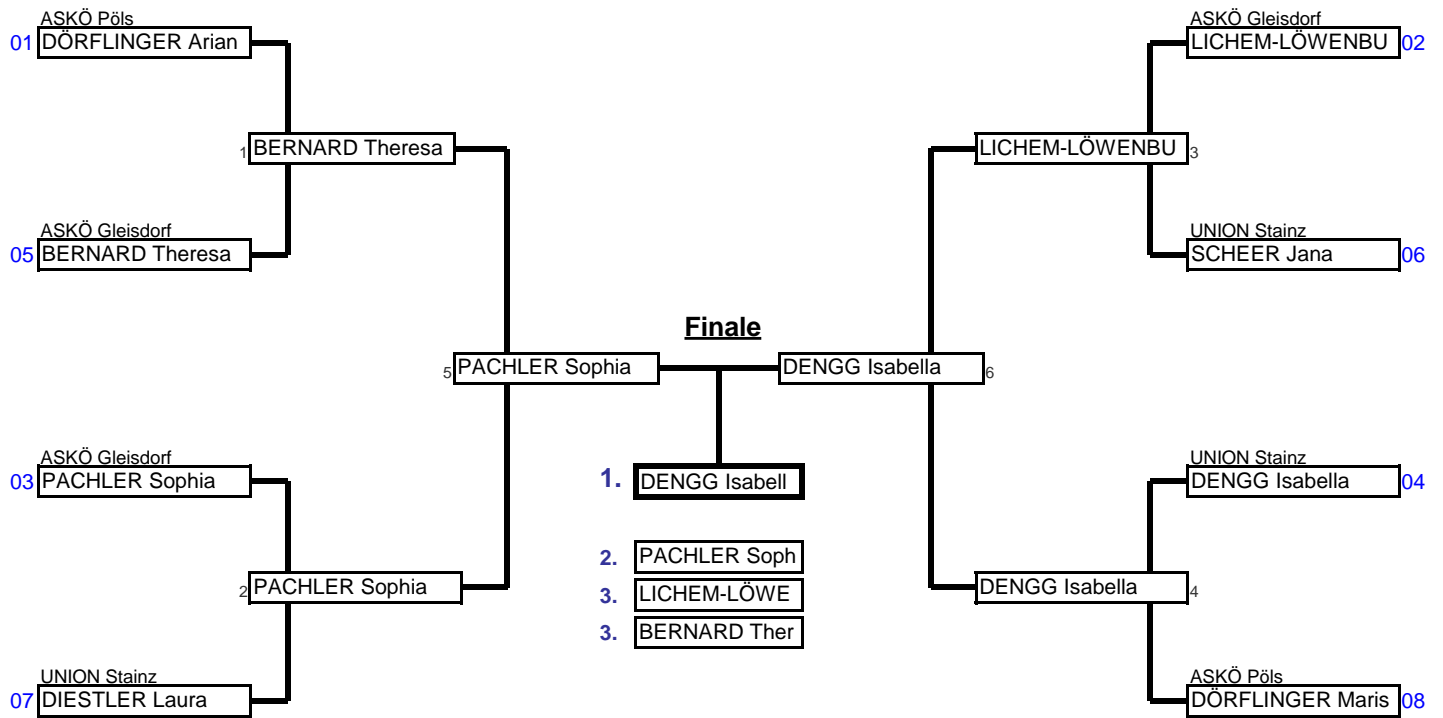 ASKÖ Pöls
01 DÖRFLINGER Arian
ASKÖ Gleisdorf
LICHEM-LÖWENBU 02
1 BERNARD Theresa
LICHEM-LÖWENBU 3
ASKÖ Gleisdorf
05 BERNARD Theresa
UNION Stainz
SCHEER Jana 06
Finale
5 PACHLER Sophia
DENGG Isabella 6
ASKÖ Gleisdorf
03 PACHLER Sophia
1. DENGG Isabell
UNION Stainz
DENGG Isabella 04
2. PACHLER Soph
2 PACHLER Sophia
3. LICHEM-LÖWE
DENGG Isabella 4
3. BERNARD Ther
UNION Stainz
07 DIESTLER Laura
ASKÖ Pöls
DÖRFLINGER Maris 08